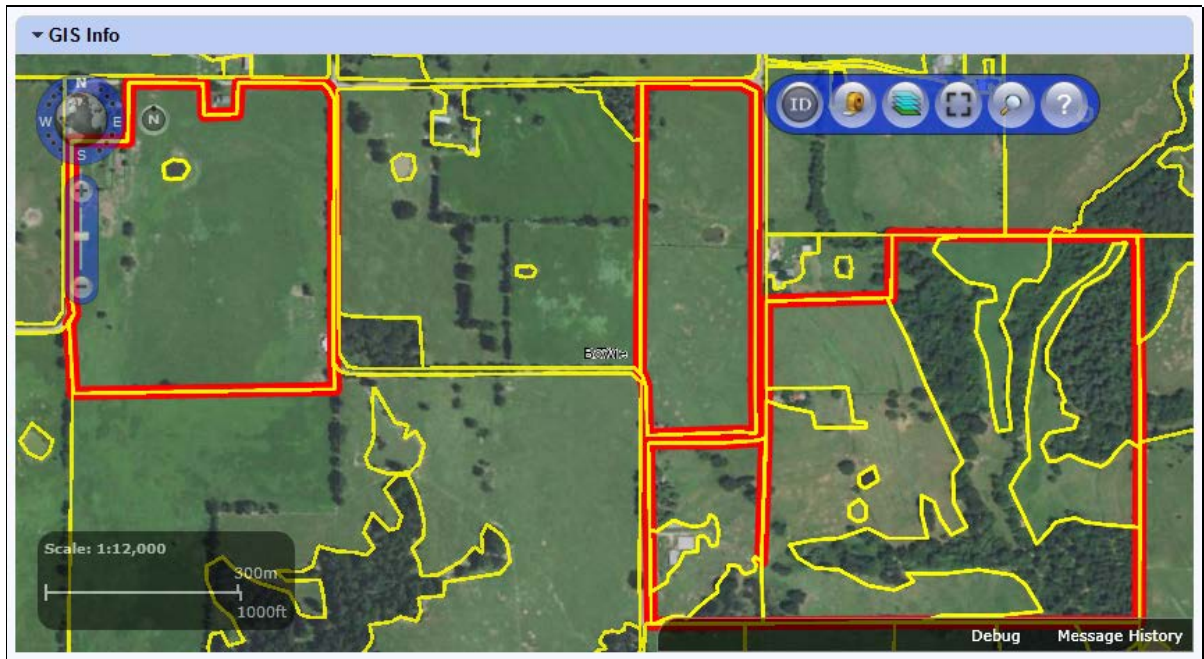 GIS Info
N
W
E
S
N
ID
?
Scale: 1:12,000
300m
1000ft
Debug Message History